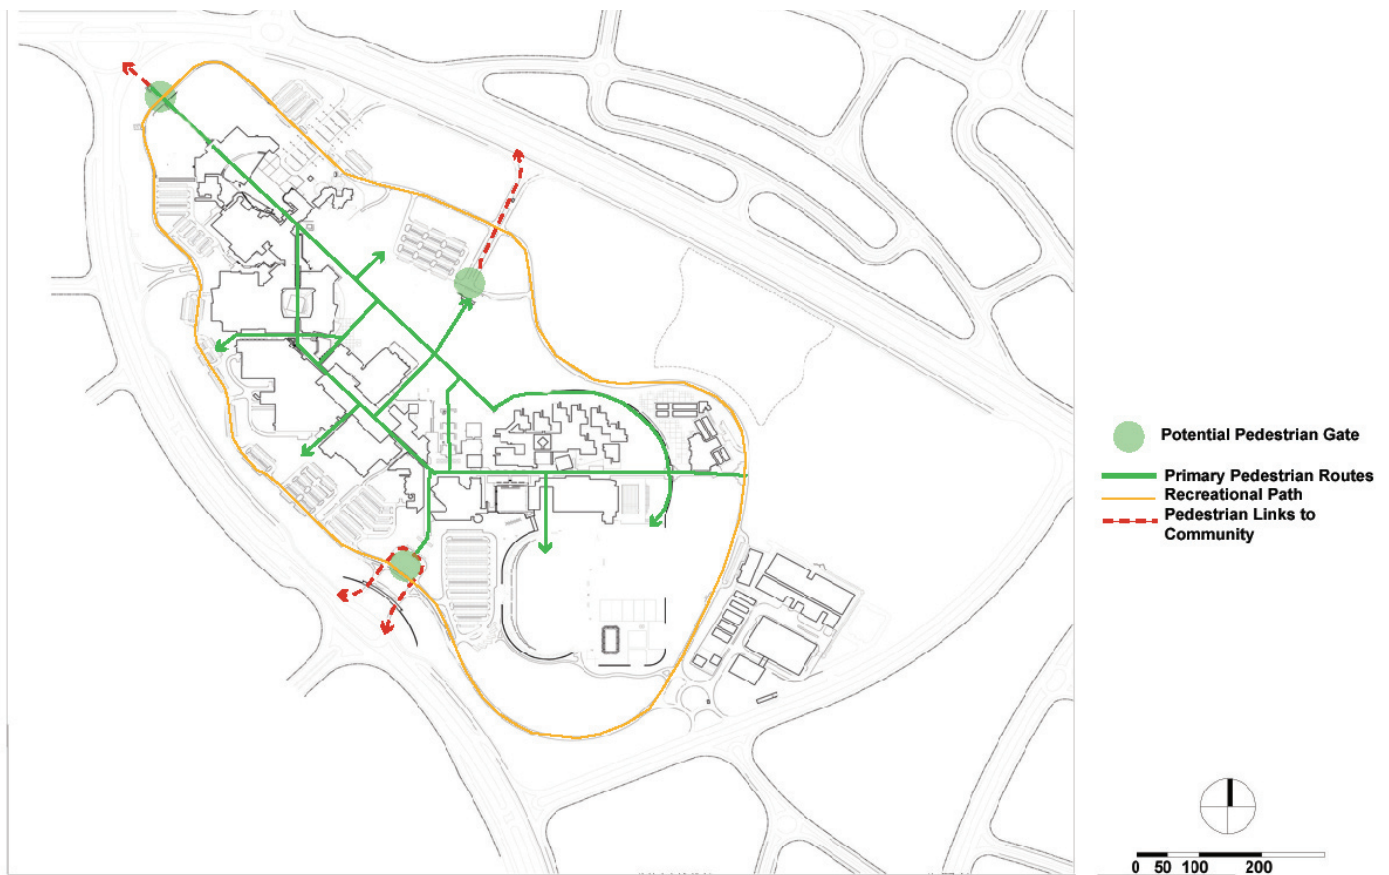 Potential Pedestrian Gate
Primary Pedestrian Routes
Recreational Path
Pedestrian Links to
Community
0 50 100 200